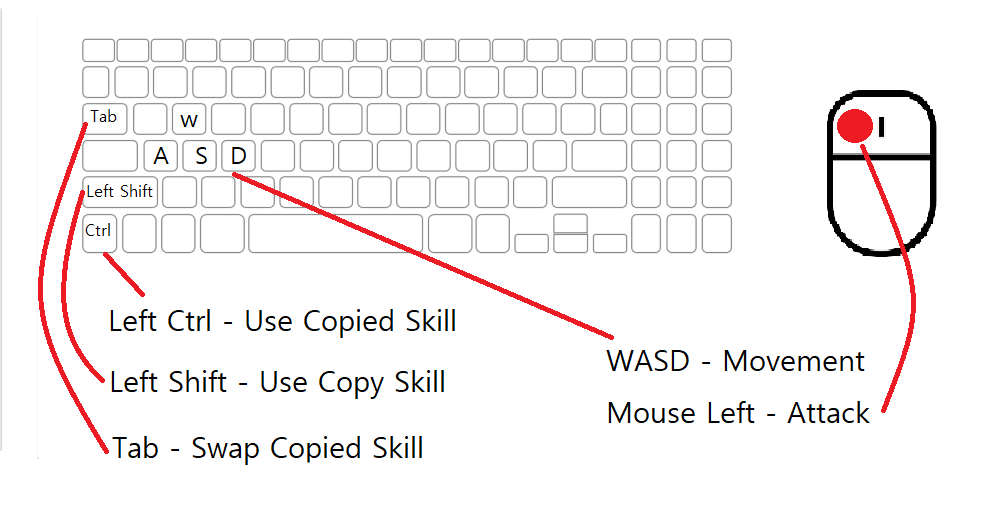 Tab
W
A S D
Left Shift
Ctrl
Left Ctrl - Use Copied Skill
Left Shift - Use Copy Skill
Tab - Swap Copied Skill
WASD - Movement
Mouse Left - Attack